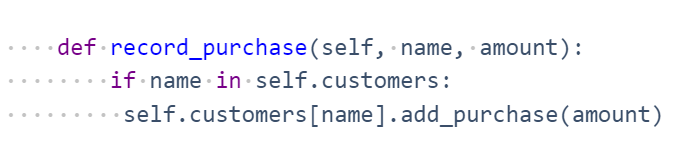 def record_purchase(self, name, amount):
        if name in self.customers:
         self.customers[name].add_purchase(amount)